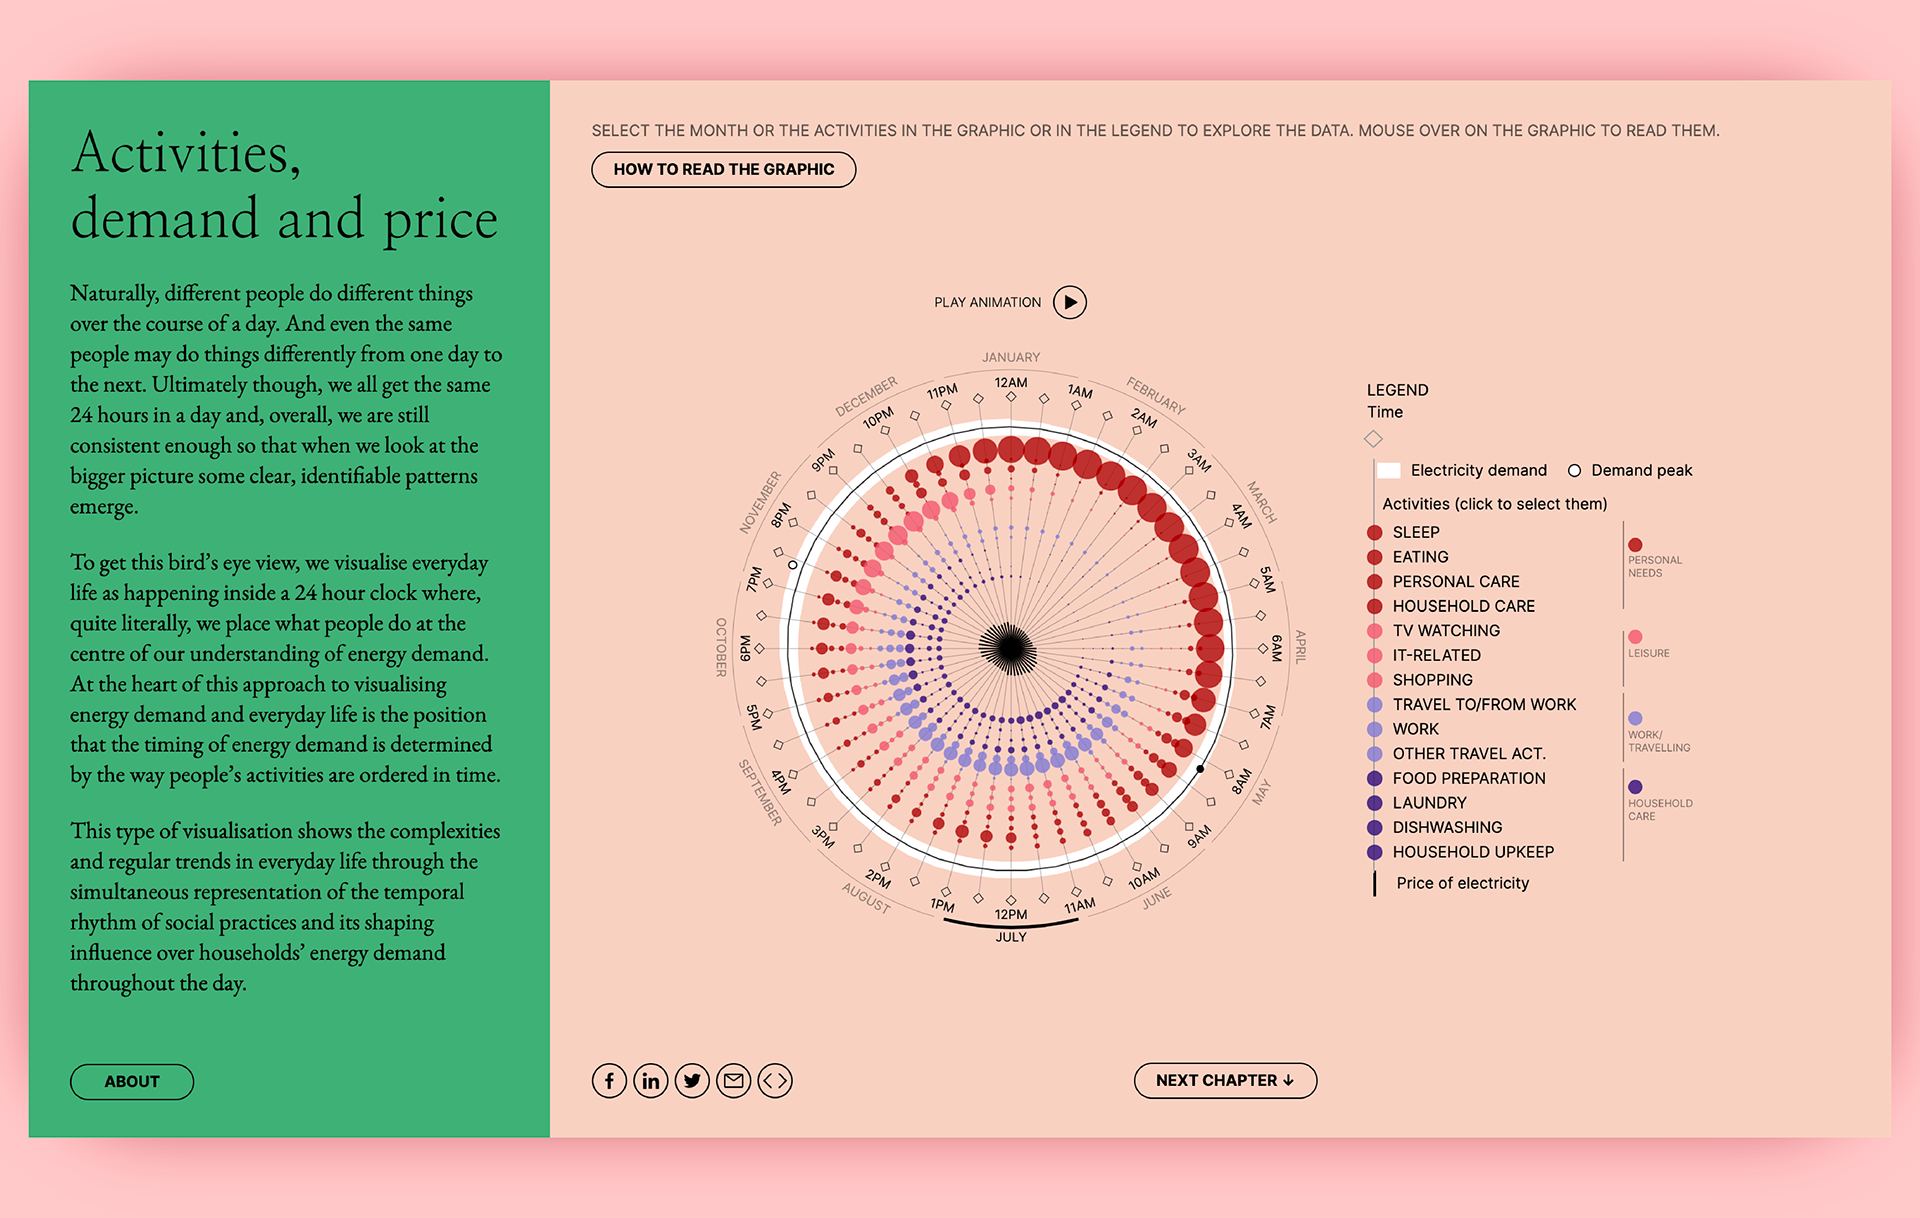 Activities,
demand and price
Naturally, different people do different things
over the course of a day. And even the same
people may do things differently from one day to
the next. Ultimately though, we all get the same
24 hours in a day and, overall, we are still
consistent enough so that when we look at the
bigger picture some clear, identifiable patterns
emerge.
To get this bird’s eye view, we visualise everyday
life as happening inside a 24 hour clock where,
quite literally, we place what people do at the
centre of our understanding of energy demand.
At the heart of this approach to visualising
energy demand and everyday life is the position
that the timing of energy demand is determined
by the way people’s activities are ordered in time.
This type of visualisation shows the complexities
and regular trends in everyday life through the
simultaneous representation of the temporal
rhythm of social practices and its shaping
influence over households’ energy demand
throughout the day.
ABOUT
SELECT THE MONTH OR THE ACTIVITIES IN THE GRAPHIC OR IN THE LEGEND TO EXPLORE THE DATA. MOUSE OVER ON THE GRAPHIC TO READ THEM.
HOW TO READ THE GRAPHIC
PLAY ANIMATION
JANUARY
FEBRUARY
MARCH
APRIL
MAY
JUNE
JULY
AUGUST
SEPTEMBER
OCTOBER
NOVEMBER
DECEMBER
12AM
1AM
2AM
3AM
4AM
5AM
6AM
7AM
8AM
9AM
10AM
11AM
12PM
1PM
2PM
3PM
4PM
5PM
6PM
7PM
8PM
9PM
10PM
11PM
LEGEND
Time
Electricity demand
Demand peak
Activities (click to select them)
SLEEP
EATING
PERSONAL CARE
HOUSEHOLD CARE
TV WATCHING
IT-RELATED
SHOPPING
TRAVEL TO/FROM WORK
WORK
OTHER TRAVEL ACT.
FOOD PREPARATION
LAUNDRY
DISHWASHING
HOUSEHOLD UPKEEP
Price of electricity
PERSONAL
NEEDS
LEISURE
WORK/
TRAVELLING
HOUSEHOLD
CARE
f in
NEXT CHAPTER ↓